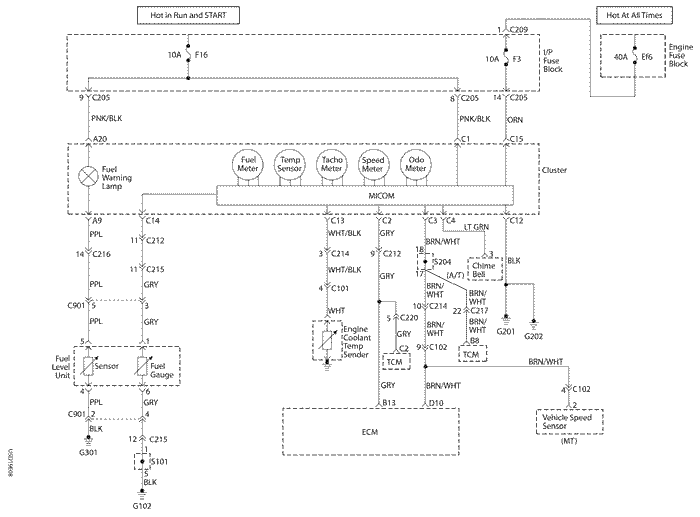 Hot in Run and START
Hot At All Times
1 C209
10A F16
10A F3
I/P
Fuse
Block
40A Ef6
Engine
Fuse
Block
9 C205
8 C205
14 C205
PNK/BLK
PNK/BLK
ORN
A20
C1
C15
Fuel
Warning
Lamp
Fuel
Meter
Temp
Sensor
Tacho
Meter
Speed
Meter
Odo
Meter
Cluster
MICOM
A9
C14
C13
C2
C3
C4
C12
PPL
11 C212
WHT/BLK
GRY
BRN/WHT
LT GRN
14 C216
3 C214
9 C212
18
S204
17
3
Chime
Bell
BLK
PPL
11 C215
GRY
WHT/BLK
4 C101
GRY
BRN/
WHT
(A/T)
BRN/
WHT
C901 5
3
WHT
5 C220
10 C214
22 C217
G201
G202
PPL
GRY
Engine
Coolant
Temp
Sender
GRY
C2
TCM
BRN/
WHT
9 C102
BRN/
WHT
B8
TCM
5
1
Fuel
Level
Unit
Sensor
Fuel
Gauge
BRN/WHT
4
6
PPL
GRY
GRY
BRN/WHT
4 C102
C901 2
4
B13
D10
2
BLK
ECM
Vehicle Speed
Sensor
(MT)
G301
12 C215
1
S101
5
BLK
G102
USD19E08